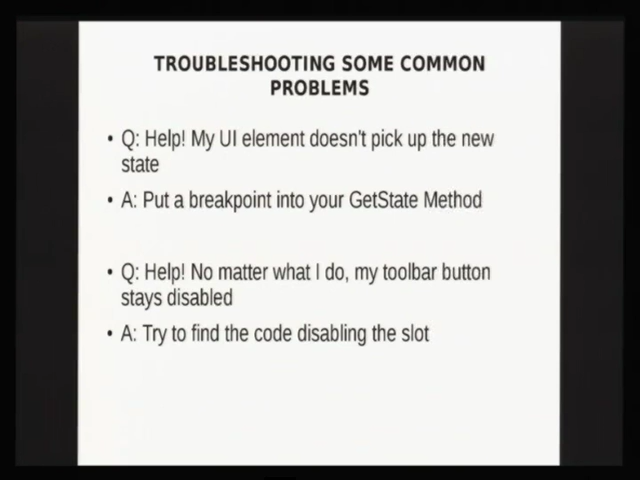 TROUBLESHOOTING SOME COMMON
PROBLEMS
• Q: Help! My UI element doesn't pick up the new
state
• A: Put a breakpoint into your GetState Method
• Q: Help! No matter what I do, my toolbar button
stays disabled
• A: Try to find the code disabling the slot